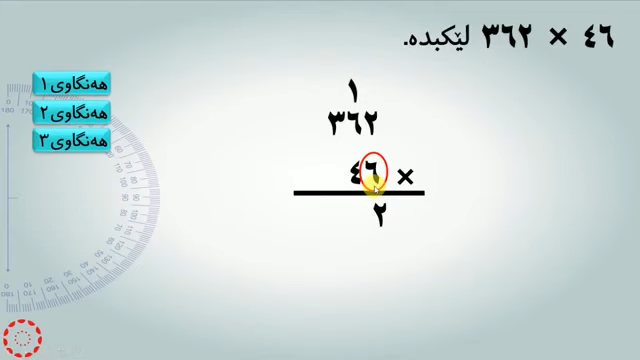 ٣٦٢ × ٤٦ لێکبدە.
هەنگاوی ١
هەنگاوی ٢
هەنگاوی ٣
١
٣٦٢
٤٦ ×
٢